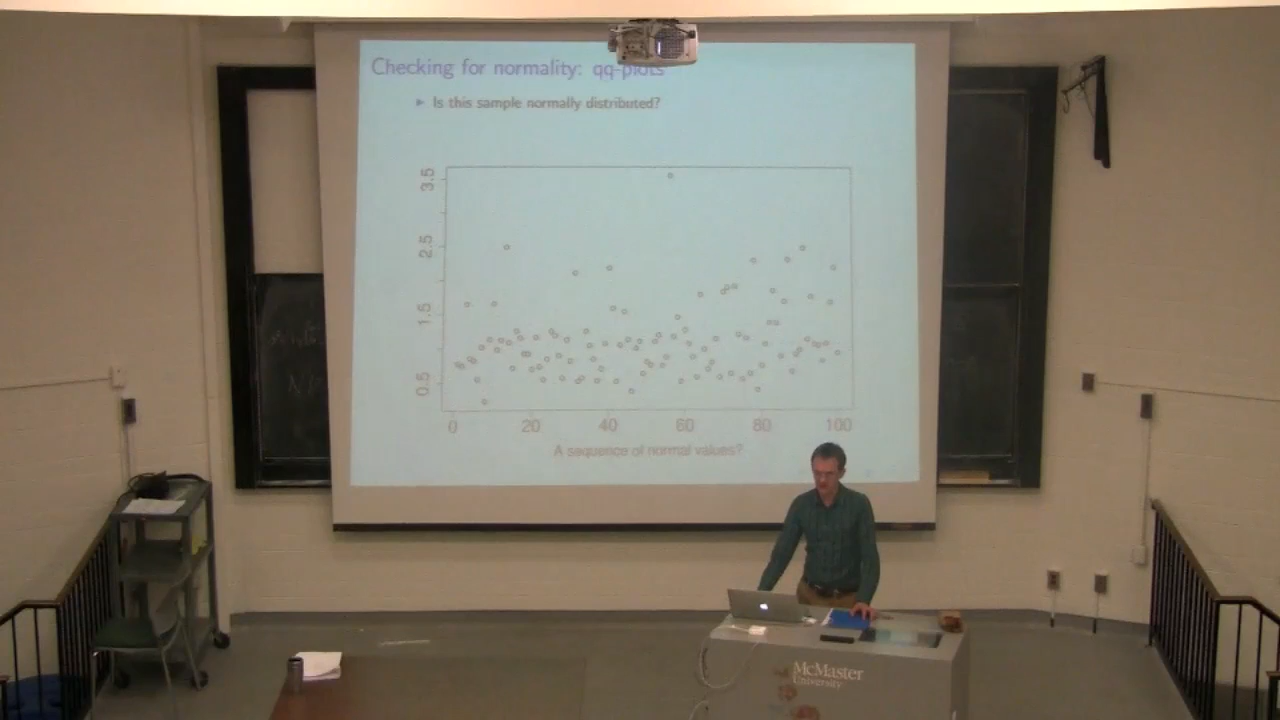 Checking for normality: qq-plots
Is this sample normally distributed?
3.5
2.5
1.5
0.5
0 20 40 60 80 100
A sequence of normal values?
McMaster
University